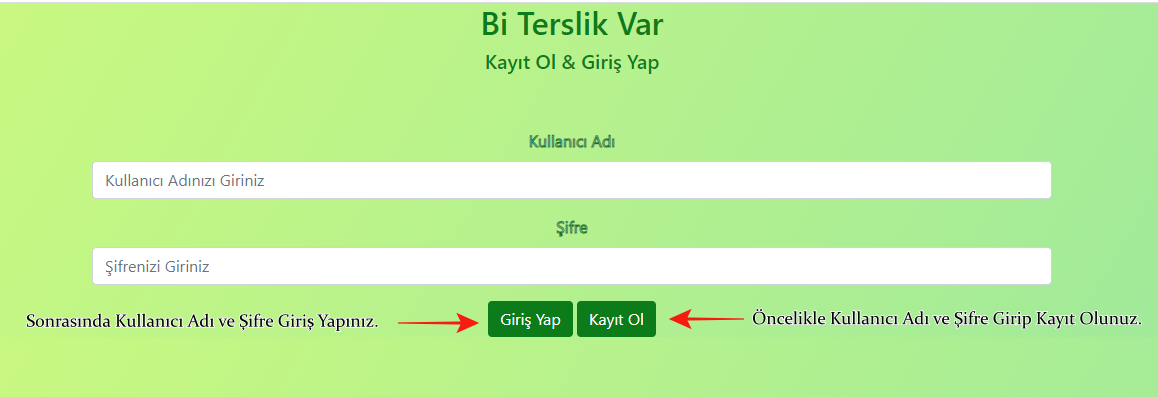 Bi Terslik Var
Kayıt Ol & Giriş Yap
Kullanıcı Adı
Kullanıcı Adınızı Giriniz
Şifre
Şifrenizi Giriniz
Sonrasında Kullanıcı Adı ve Şifre Giriş Yapınız.
Giriş Yap
Kayıt Ol
Öncelikle Kullanıcı Adı ve Şifre Girip Kayıt Olunuz.